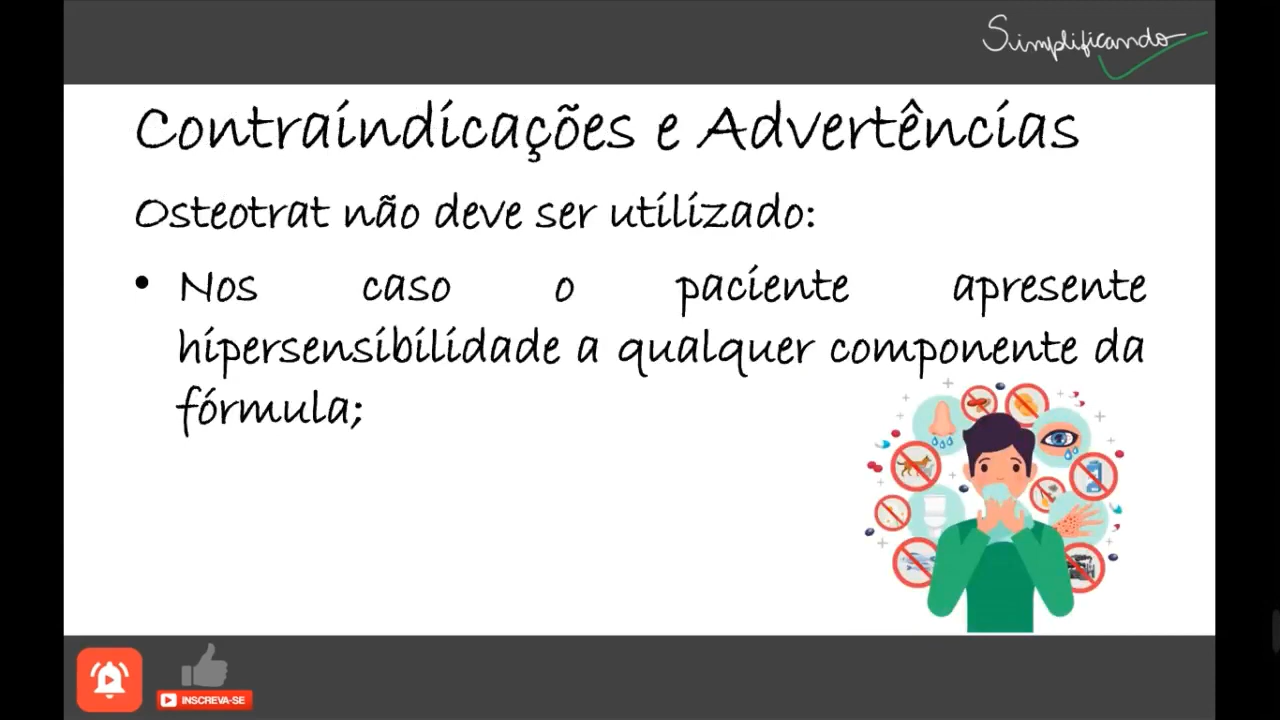 Simplificando
Contraindicações e Advertências
Osteotrat não deve ser utilizado:
• Nos caso o paciente apresente
hipersensibilidade a qualquer componente da
fórmula;
INSCREVA-SE